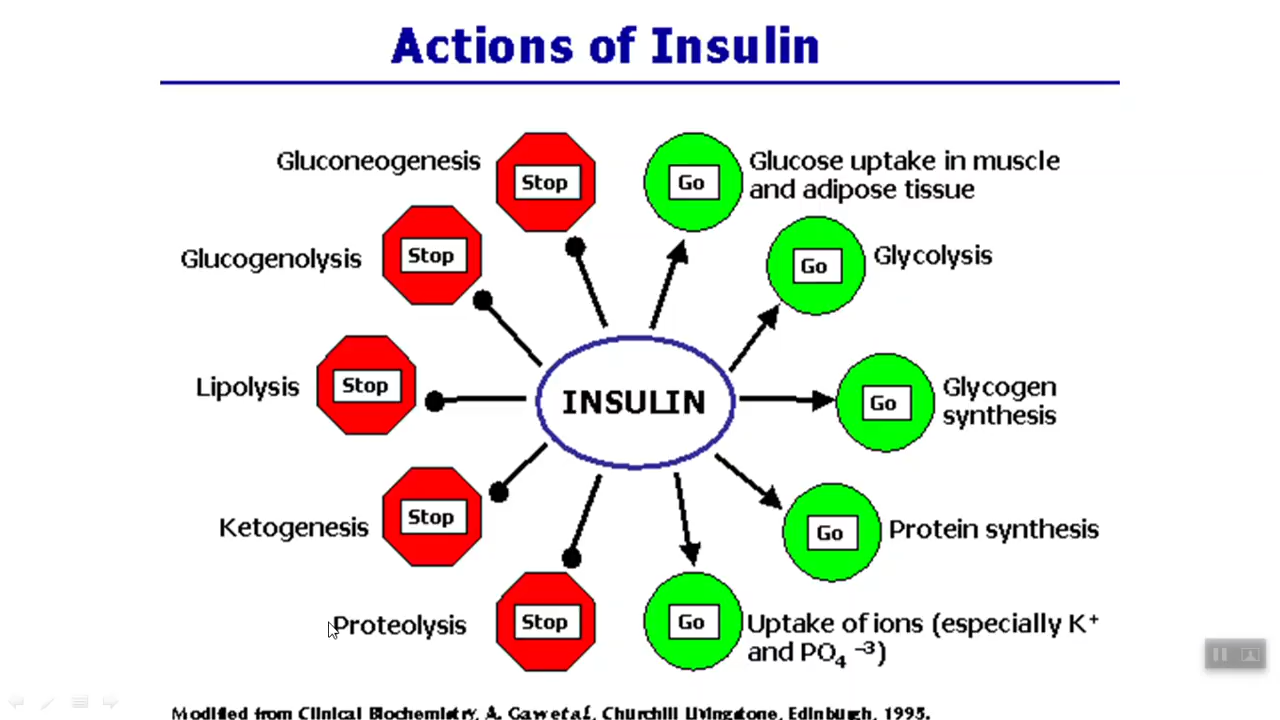 Actions of Insulin
Gluconeogenesis
Stop
Go
Glucose uptake in muscle
and adipose tissue
Glucogenolysis
Stop
Go
Glycolysis
Lipolysis
Stop
INSULIN
Go
Glycogen
synthesis
Ketogenesis
Stop
Go
Protein synthesis
Proteolysis
Stop
Go
Uptake of ions (especially K⁺
and PO₄ ⁻³)
Modified from Clinical Biochemistry, A. Gaw et al., Churchill Livingstone, Edinburgh, 1995.